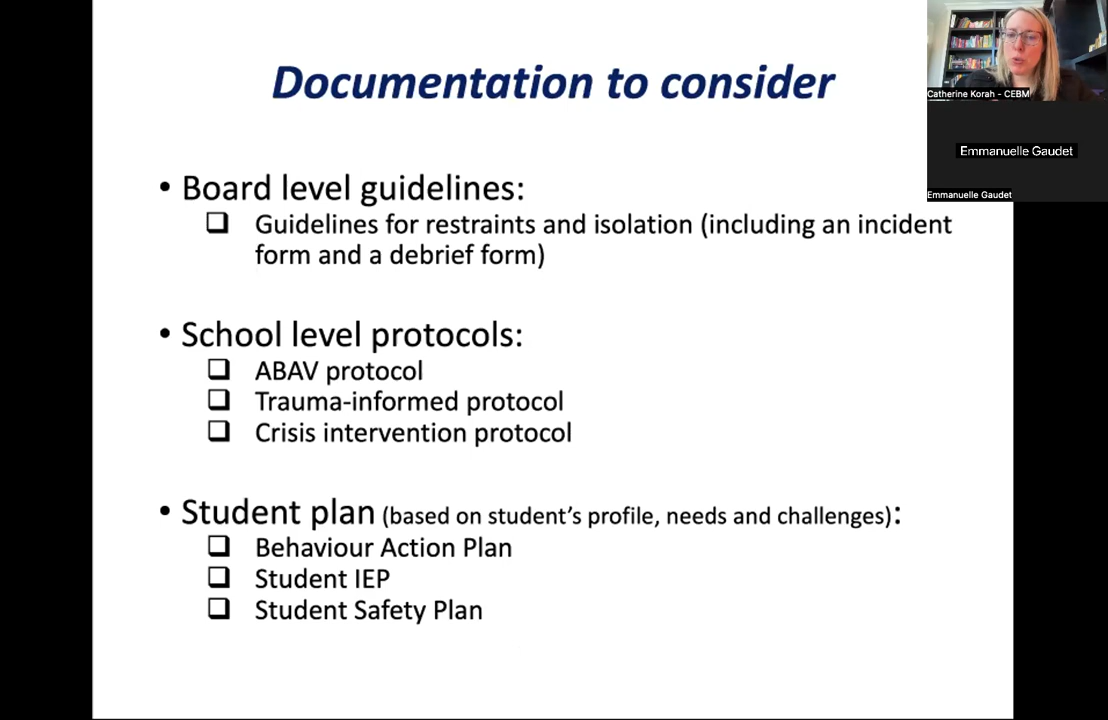 Documentation to consider
• Board level guidelines:
❑ Guidelines for restraints and isolation (including an incident
form and a debrief form)
• School level protocols:
❑ ABAV protocol
❑ Trauma-informed protocol
❑ Crisis intervention protocol
• Student plan (based on student's profile, needs and challenges):
❑ Behaviour Action Plan
❑ Student IEP
❑ Student Safety Plan
Catherine Korah - CEBM
Emmanuelle Gaudet
Emmanuelle Gaudet